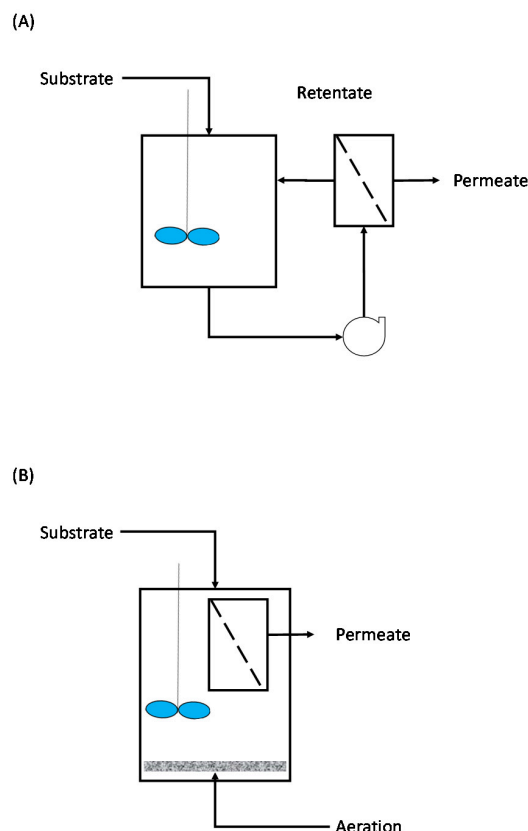 (A)
Substrate
Retentate
Permeate
(B)
Substrate
Permeate
Aeration